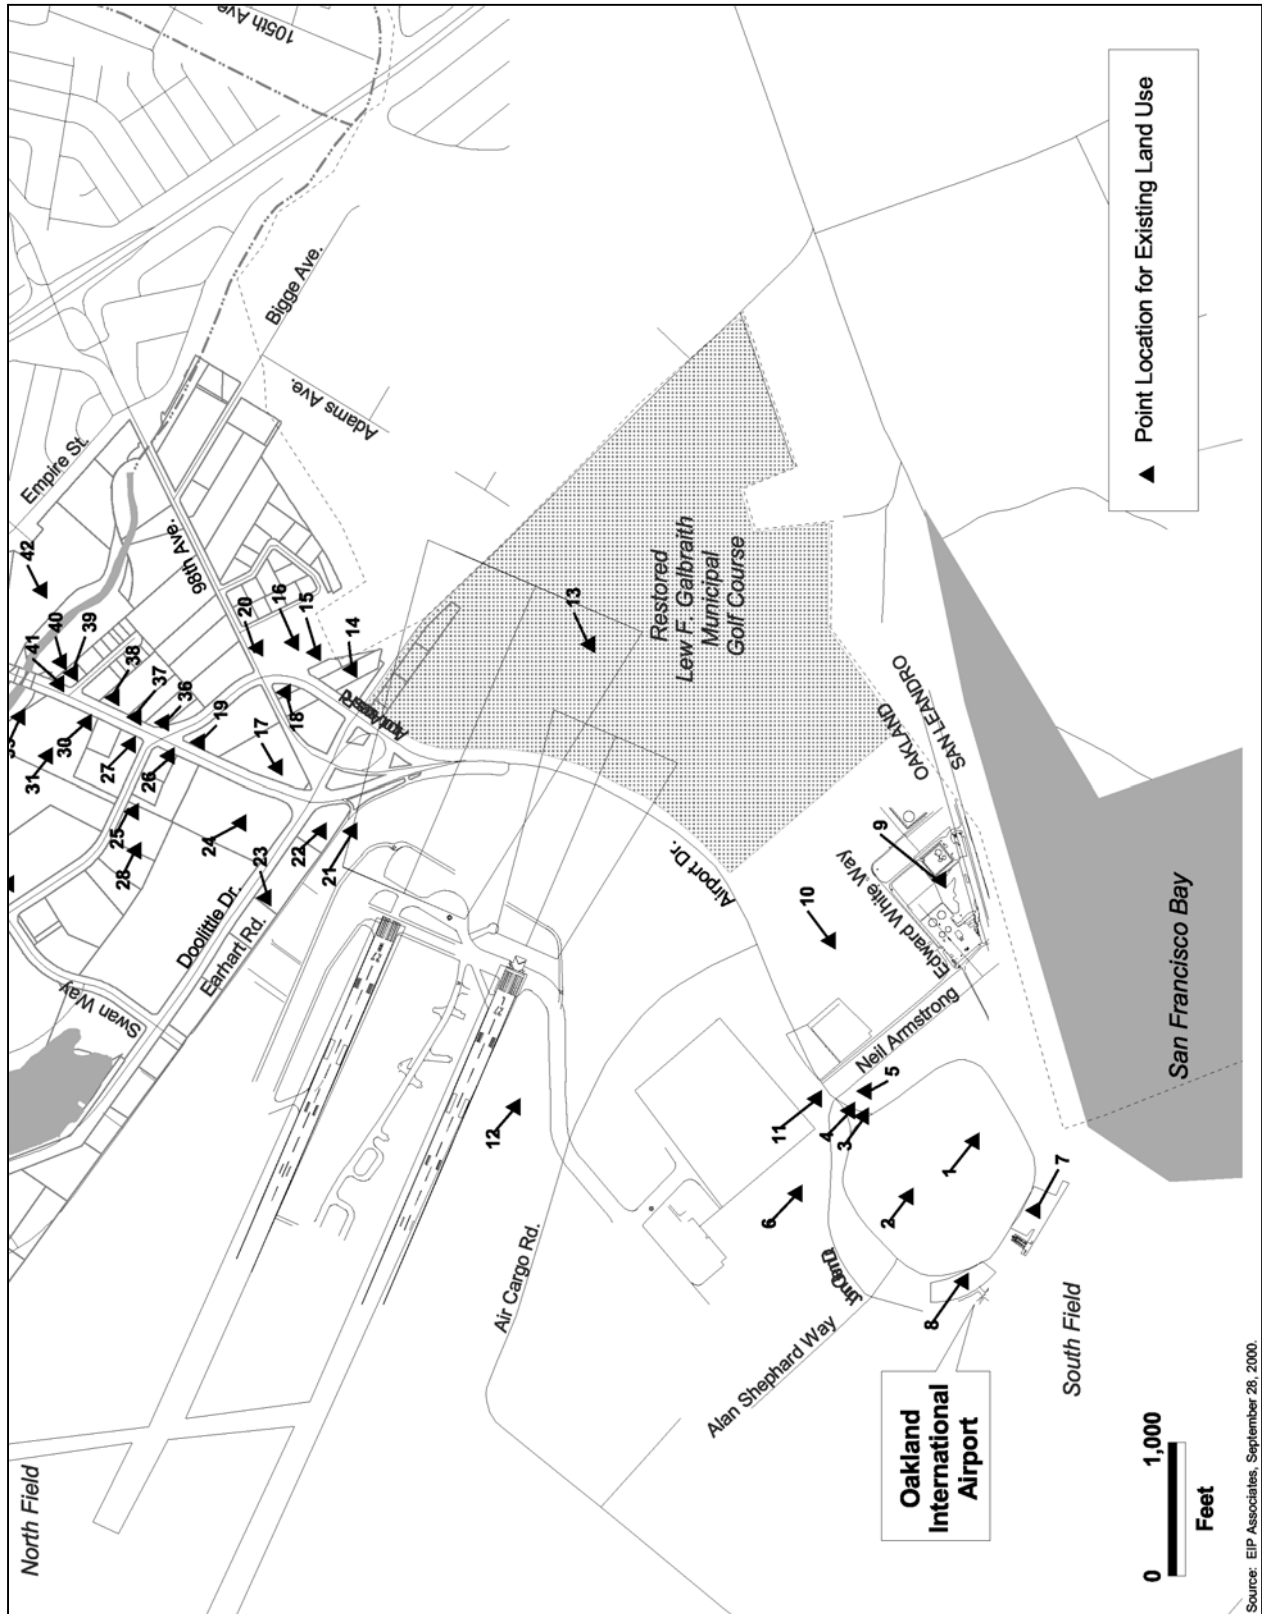 North Field
Swan Way
Doolittle Dr.
Earhart Rd.
31
30
41
40
39
42
Empire St.
28
25
27
26
38
37
36
19
24
23
22
21
17
18
98th Ave.
20
16
15
14
Bigge Ave.
Adams Ave.
105th Ave
12
Air Cargo Rd.
13
Restored
Lew F. Galbraith
Municipal
Golf Course
Airport Dr.
6
11
10
4
3
5
2
1
8
7
9
Alan Shephard Way
Neil Armstrong
Edward White Way
OAKLAND
SAN LEANDRO
Oakland
International
Airport
South Field
San Francisco Bay
Point Location for Existing Land Use
0 1,000
Feet
Source: EIP Associates, September 28, 2000.